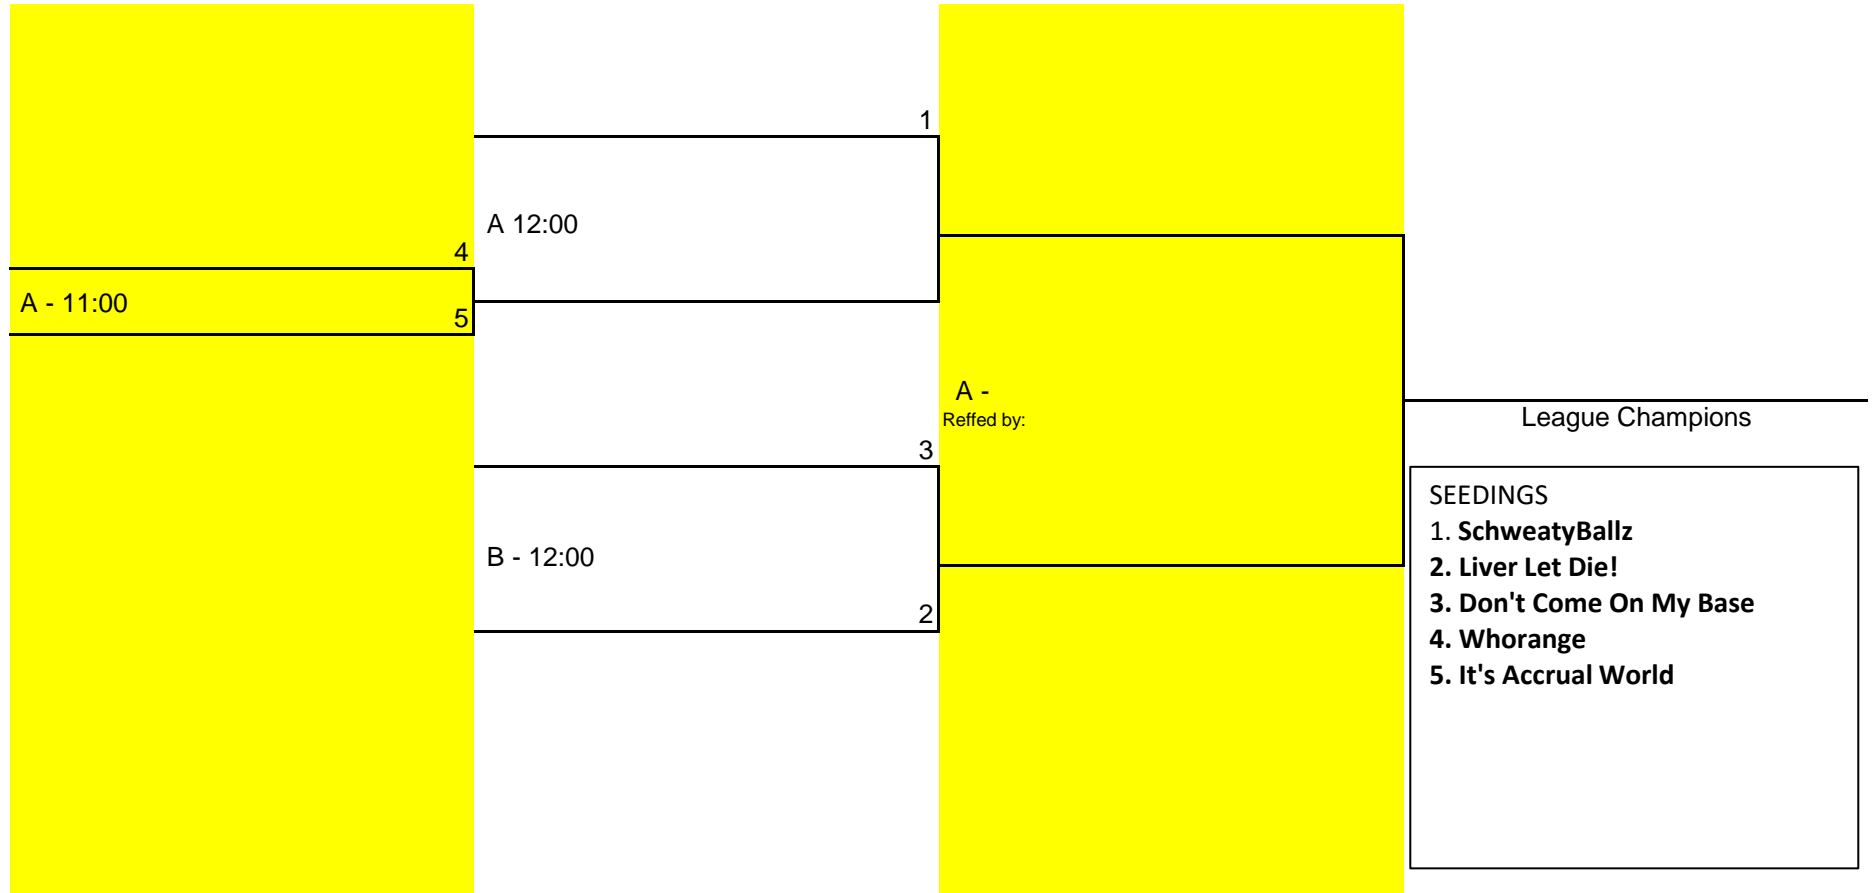 1
A 12:00
4
A - 11:00
5
A -
Reffed by:
League Champions
3
B - 12:00
2
SEEDINGS
1. SchweatyBallz
2. Liver Let Die!
3. Don't Come On My Base
4. Whorange
5. It's Accrual World